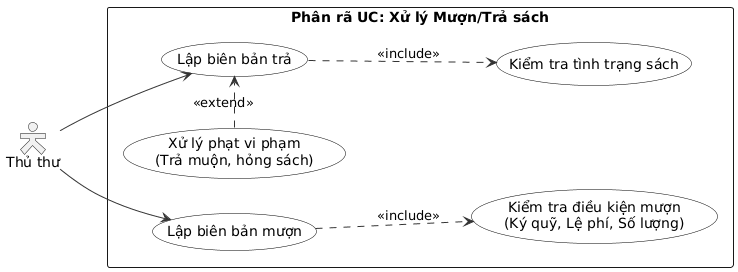 Phân rã UC: Xử lý Mượn/Trả sách
Lập biên bản trả
«include»
Kiểm tra tình trạng sách
«extend»
Xử lý phạt vi phạm
(Trả muộn, hỏng sách)
Thủ thư
Lập biên bản mượn
«include»
Kiểm tra điều kiện mượn
(Ký quỹ, Lệ phí, Số lượng)